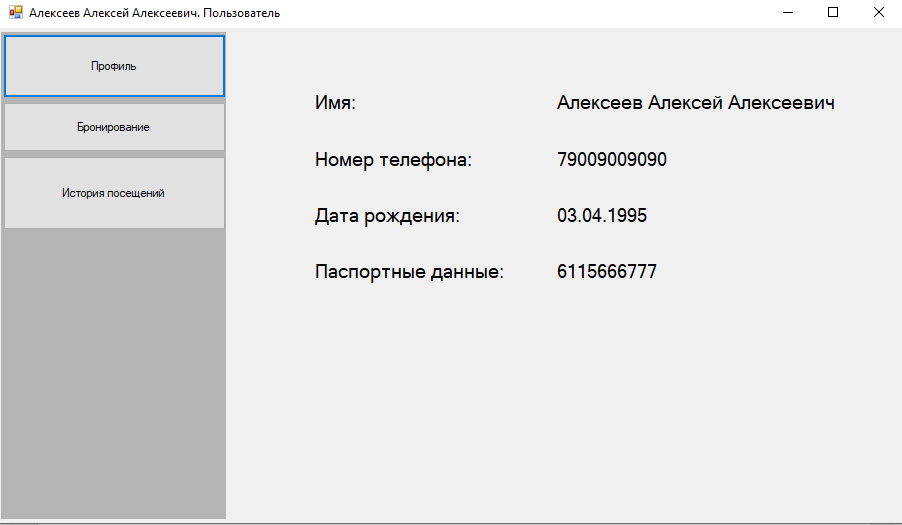 Алексеев Алексей Алексеевич. Пользователь
Профиль
Бронирование
История посещений
Имя: Алексеев Алексей Алексеевич
Номер телефона: 79009009090
Дата рождения: 03.04.1995
Паспортные данные: 6115666777